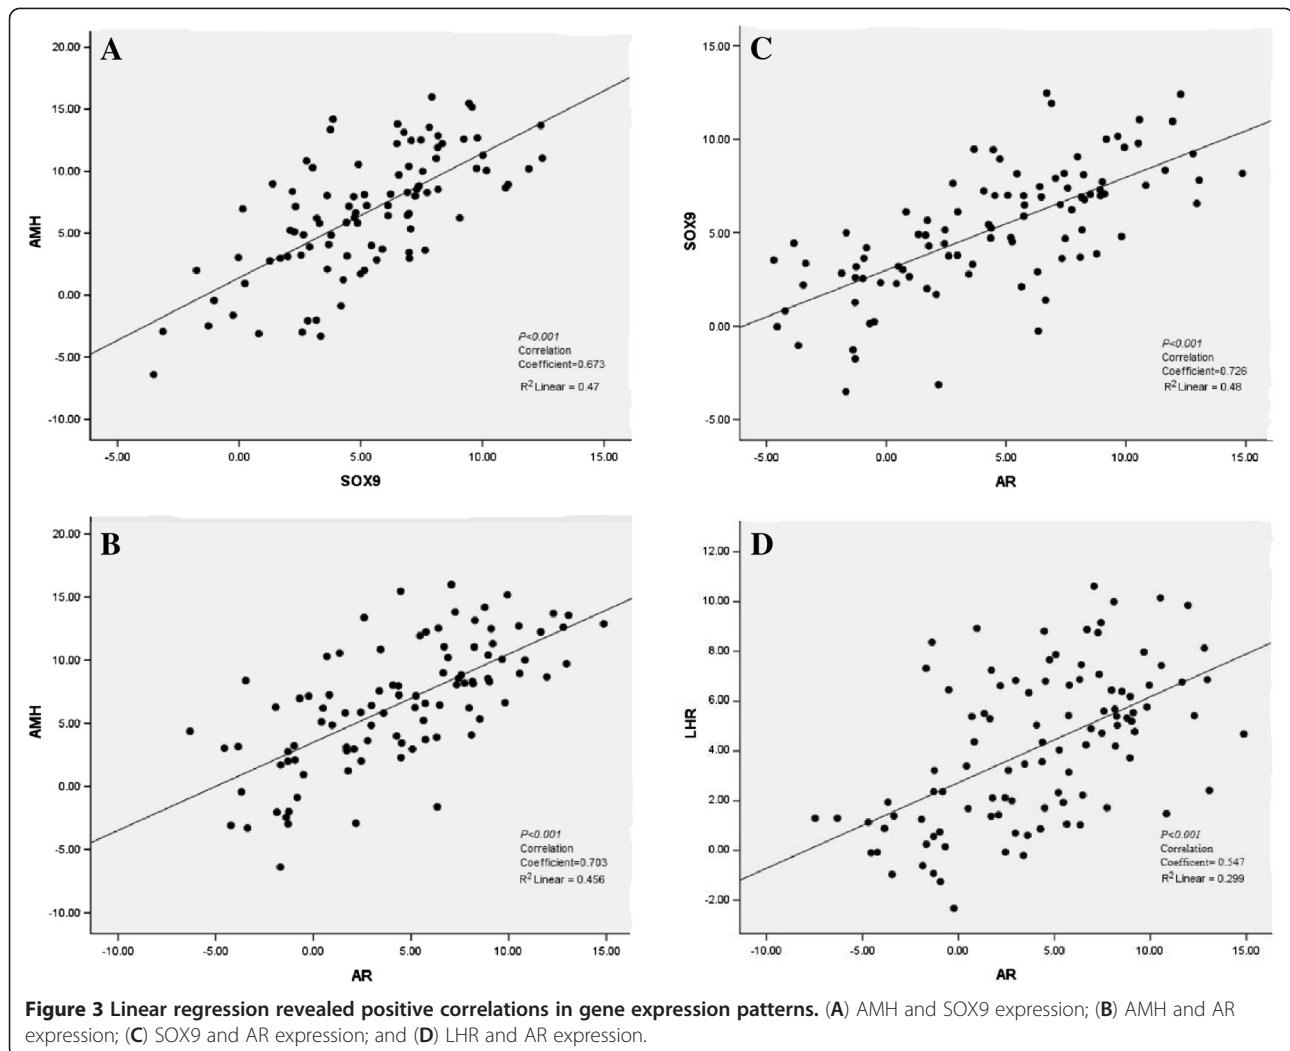 A
20.00
15.00
10.00
5.00
0.00
-5.00
-10.00
AMH
P<0.001
Correlation
Coefficient=0.673
R2 Linear = 0.47
-5.00 0.00 5.00 10.00 15.00
SOX9
C
15.00
10.00
5.00
0.00
-5.00
SOX9
P<0.001
Correlation
Coefficient=0.726
R2 Linear = 0.48
-5.00 0.00 5.00 10.00 15.00
AR
B
20.00
15.00
10.00
5.00
0.00
-5.00
-10.00
AMH
P<0.001
Correlation
Coefficient=0.703
R2 Linear = 0.456
-10.00 -5.00 0.00 5.00 10.00 15.00
AR
D
12.00
10.00
8.00
6.00
4.00
2.00
0.00
-2.00
LHR
P<0.001
Correlation
Coefficent= 0.547
R2 Linear = 0.299
-10.00 -5.00 0.00 5.00 10.00 15.00
AR
Figure 3 Linear regression revealed positive correlations in gene expression patterns. (A) AMH and SOX9 expression; (B) AMH and AR
expression; (C) SOX9 and AR expression; and (D) LHR and AR expression.